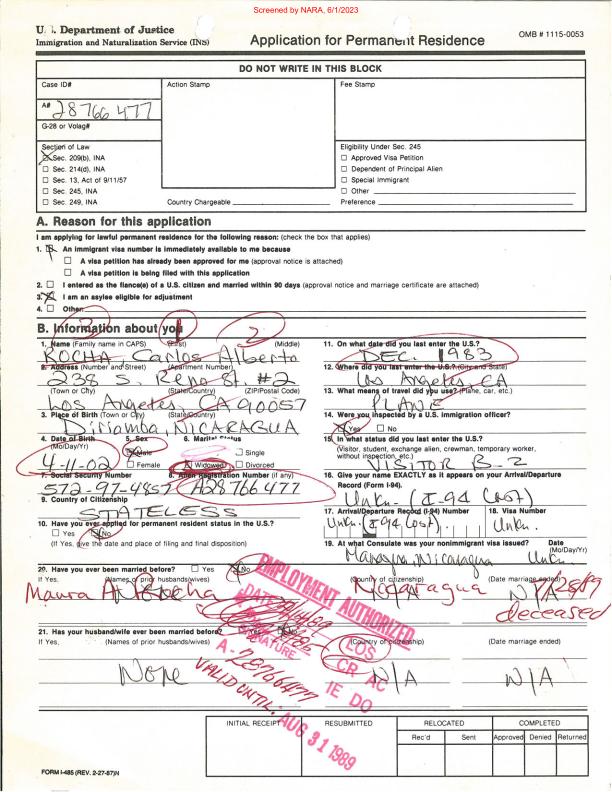 Screened by NARA, 6/1/2023
U.S. Department of Justice
Immigration and Naturalization Service (INS)
Application for Permanent Residence
OMB # 1115-0053
DO NOT WRITE IN THIS BLOCK
Case ID#
Action Stamp
Fee Stamp
A#
28766477
G-28 or Volag#
Section of Law
☒ Sec. 209(b), INA
☐ Sec. 214(d), INA
☐ Sec. 13, Act of 9/11/57
☐ Sec. 245, INA
☐ Sec. 249, INA
Country Chargeable
Eligibility Under Sec. 245
☐ Approved Visa Petition
☐ Dependent of Principal Alien
☐ Special Immigrant
☐ Other
Preference
A. Reason for this application
I am applying for lawful permanent residence for the following reason: (check the box that applies)
1. ☐ An immigrant visa number is immediately available to me because
☐ A visa petition has already been approved for me (approval notice is attached)
☐ A visa petition is being filed with this application
2. ☐ I entered as the fiance(e) of a U.S. citizen and married within 90 days (approval notice and marriage certificate are attached)
3. ☒ I am an asylee eligible for adjustment
4. ☐ Other:
B. Information about you
3 1 2
1. Name (Family name in CAPS) (First) (Middle)
ROCHA, Carlos Alberto
2. Address (Number and Street) (Apartment Number)
238 S. Reno St. #2
(Town or City) (State/Country) (ZIP/Postal Code)
Los Angeles, CA 90057
3. Place of Birth (Town or City) (State/Country)
Diriamba, NICARAGUA
4. Date of Birth (Mo/Day/Yr)
4-11-02
5. Sex
☒ Male
☐ Female
6. Marital Status
☐ Single
☒ Widowed ☐ Divorced
7. Social Security Number
572-97-4857
8. Alien Registration Number (if any)
A28766477
9. Country of Citizenship
STATELESS
10. Have you ever applied for permanent resident status in the U.S.?
☐ Yes ☒ No
(If Yes, give the date and place of filing and final disposition)
11. On what date did you last enter the U.S.?
DEC. 1983
12. Where did you last enter the U.S.? (City and State)
Los Angeles, CA
13. What means of travel did you use? (Plane, car, etc.)
PLANE
14. Were you inspected by a U.S. immigration officer?
☒ Yes ☐ No
15. In what status did you last enter the U.S.?
(Visitor, student, exchange alien, crewman, temporary worker, without inspection, etc.)
VISITOR B-2
16. Give your name EXACTLY as it appears on your Arrival/Departure Record (Form I-94).
Unkn. (I-94 Lost)
17. Arrival/Departure Record (I-94) Number
Unkn. (I-94 Lost).
18. Visa Number
Unkn.
19. At what Consulate was your nonimmigrant visa issued?
Date (Mo/Day/Yr)
Managua, Nicaragua Unkn.
20. Have you ever been married before? ☐ Yes ☒ No
If Yes, (Names of prior husbands/wives) (Country of citizenship) (Date marriage ended)
Maura A Rocha
Nicaragua
N/A
deceased
21. Has your husband/wife ever been married before? ☐ Yes ☒ No
If Yes, (Names of prior husbands/wives) (Country of citizenship) (Date marriage ended)
None N/A N/A
EMPLOYMENT AUTHORIZED
DATE
SIGNATURE
A-28766477
VALID UNTIL:
AUG 31 1989
LOS
INITIAL RECEIPT
RESUBMITTED
RELOCATED
Rec'd Sent
COMPLETED
Approved Denied Returned
FORM I-485 (REV. 2-27-87)N